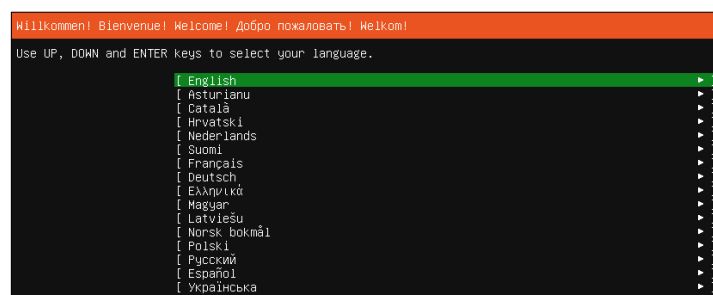 Willkommen! Bienvenue! Welcome! Добро пожаловать! Welkom!
Use UP, DOWN and ENTER keys to select your language.
[ English ►
[ Asturianu ►
[ Català ►
[ Hrvatski ►
[ Nederlands ►
[ Suomi ►
[ Français ►
[ Deutsch ►
[ Ελληνικά ►
[ Magyar ►
[ Latviešu ►
[ Norsk bokmål ►
[ Polski ►
[ Русский ►
[ Español ►
[ Українська ►